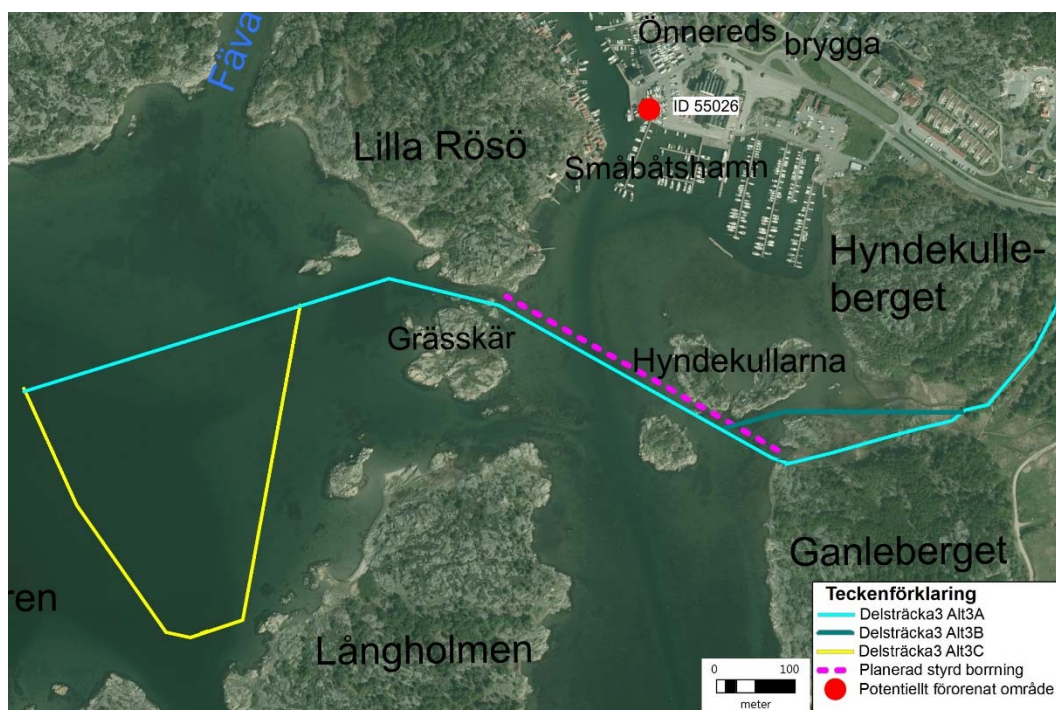 Fäva
Önnereds
brygga
ID 55026
Lilla Rösö
Småbåtshamn
Hyndekulle-
berget
Grässkär
Hyndekullarna
Ganleberget
ren
Långholmen
Teckenförklaring
Delsträcka3 Alt3A
Delsträcka3 Alt3B
Delsträcka3 Alt3C
Planerad styrd borrning
Potentiellt förorenat område
0 100
meter